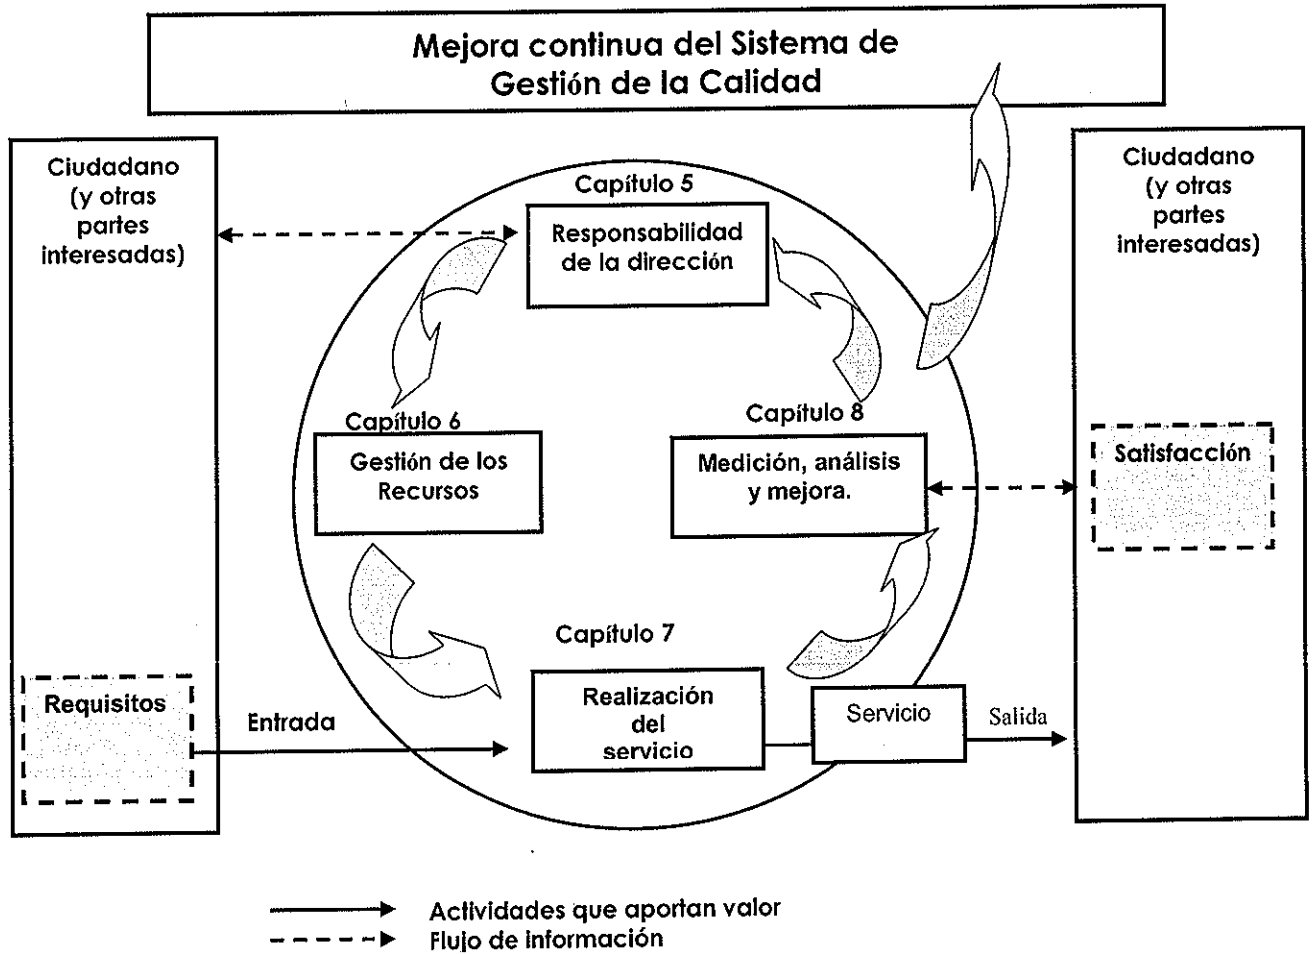 Mejora continua del Sistema de
Gestión de la Calidad
Ciudadano
(y otras
partes
interesadas)
Capítulo 5
Responsabilidad
de la dirección
Ciudadano
(y otras
partes
interesadas)
Capítulo 6
Gestión de los
Recursos
Capítulo 8
Medición, análisis
y mejora.
Satisfacción
Capítulo 7
Requisitos
Entrada
Realización
del
servicio
Servicio
Salida
Actividades que aportan valor
Flujo de información